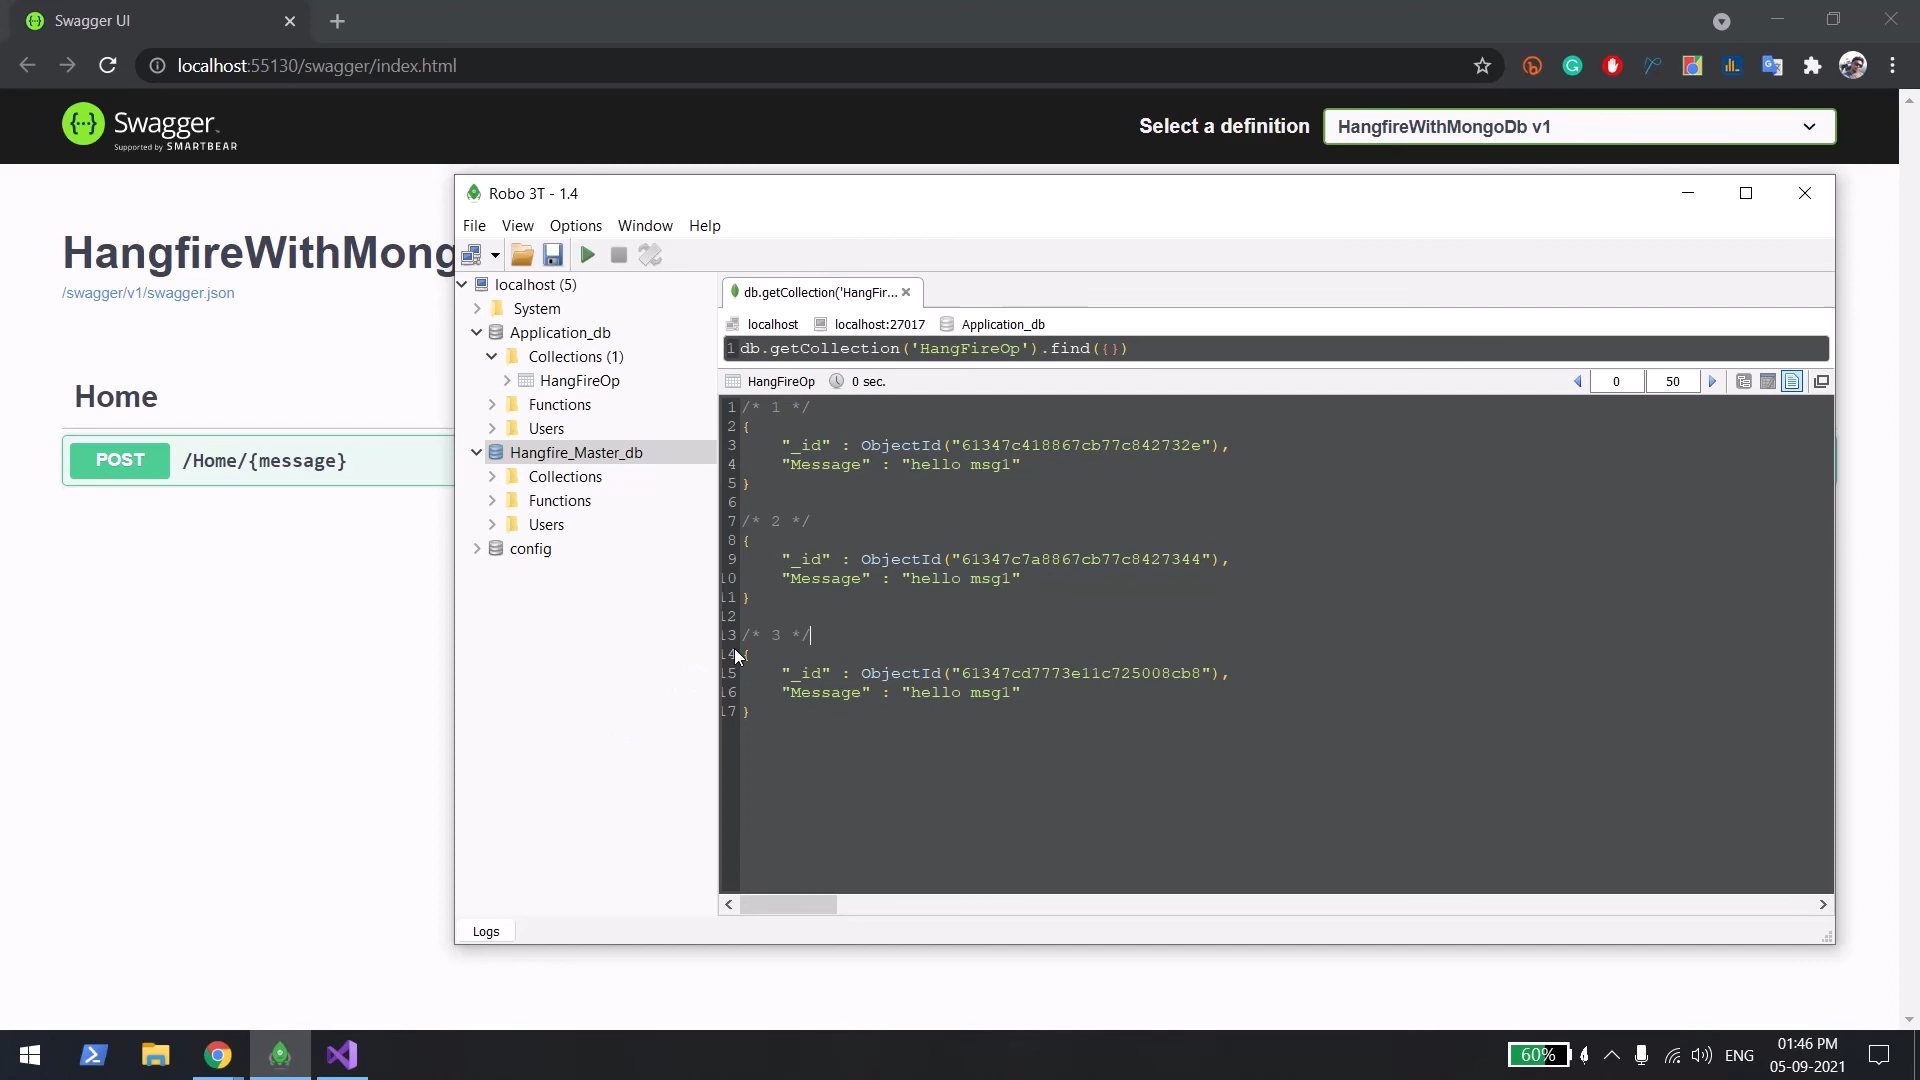 Swagger UI
localhost:55130/swagger/index.html
Swagger
Supported by SMARTBEAR
Select a definition
HangfireWithMongoDb v1
HangfireWithMong
/swagger/v1/swagger.json
Home
POST /Home/{message}
Robo 3T - 1.4
File View Options Window Help
localhost (5)
System
Application_db
Collections (1)
HangFireOp
Functions
Users
Hangfire_Master_db
Collections
Functions
Users
config
db.getCollection('HangFir...
localhost localhost:27017 Application_db
1 db.getCollection('HangFireOp').find({})
HangFireOp 0 sec.
0 50
1 /* 1 */
2 {
3 "_id" : ObjectId("61347c418867cb77c842732e"),
4 "Message" : "hello msg1"
5 }
6
7 /* 2 */
8 {
9 "_id" : ObjectId("61347c7a8867cb77c8427344"),
10 "Message" : "hello msg1"
11 }
12
13 /* 3 */
14 {
15 "_id" : ObjectId("61347cd7773e11c725008cb8"),
16 "Message" : "hello msg1"
17 }
Logs
60%
ENG
01:46 PM
05-09-2021